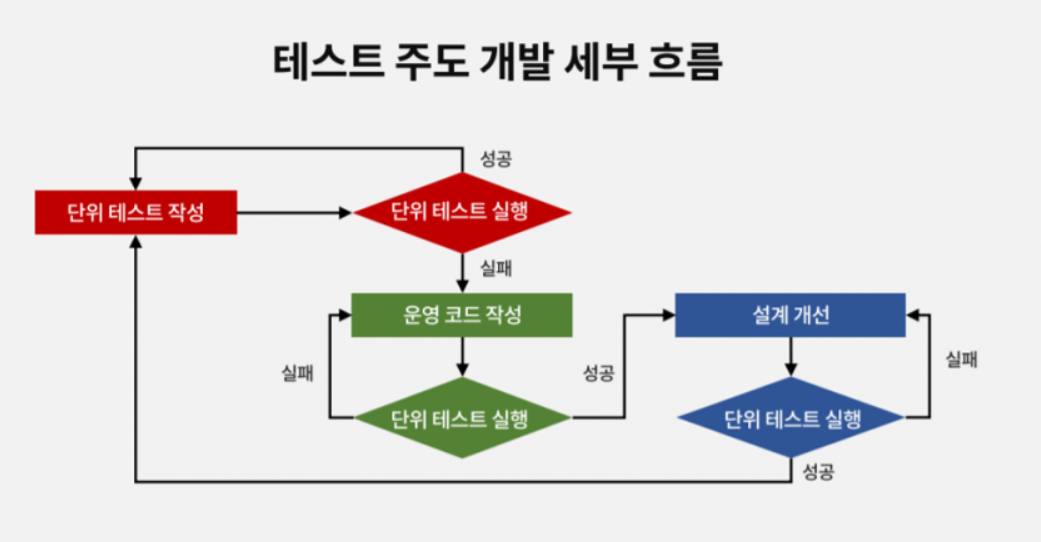 테스트 주도 개발 세부 흐름
성공
단위 테스트 작성
단위 테스트 실행
실패
운영 코드 작성
설계 개선
실패
성공
실패
단위 테스트 실행
단위 테스트 실행
성공